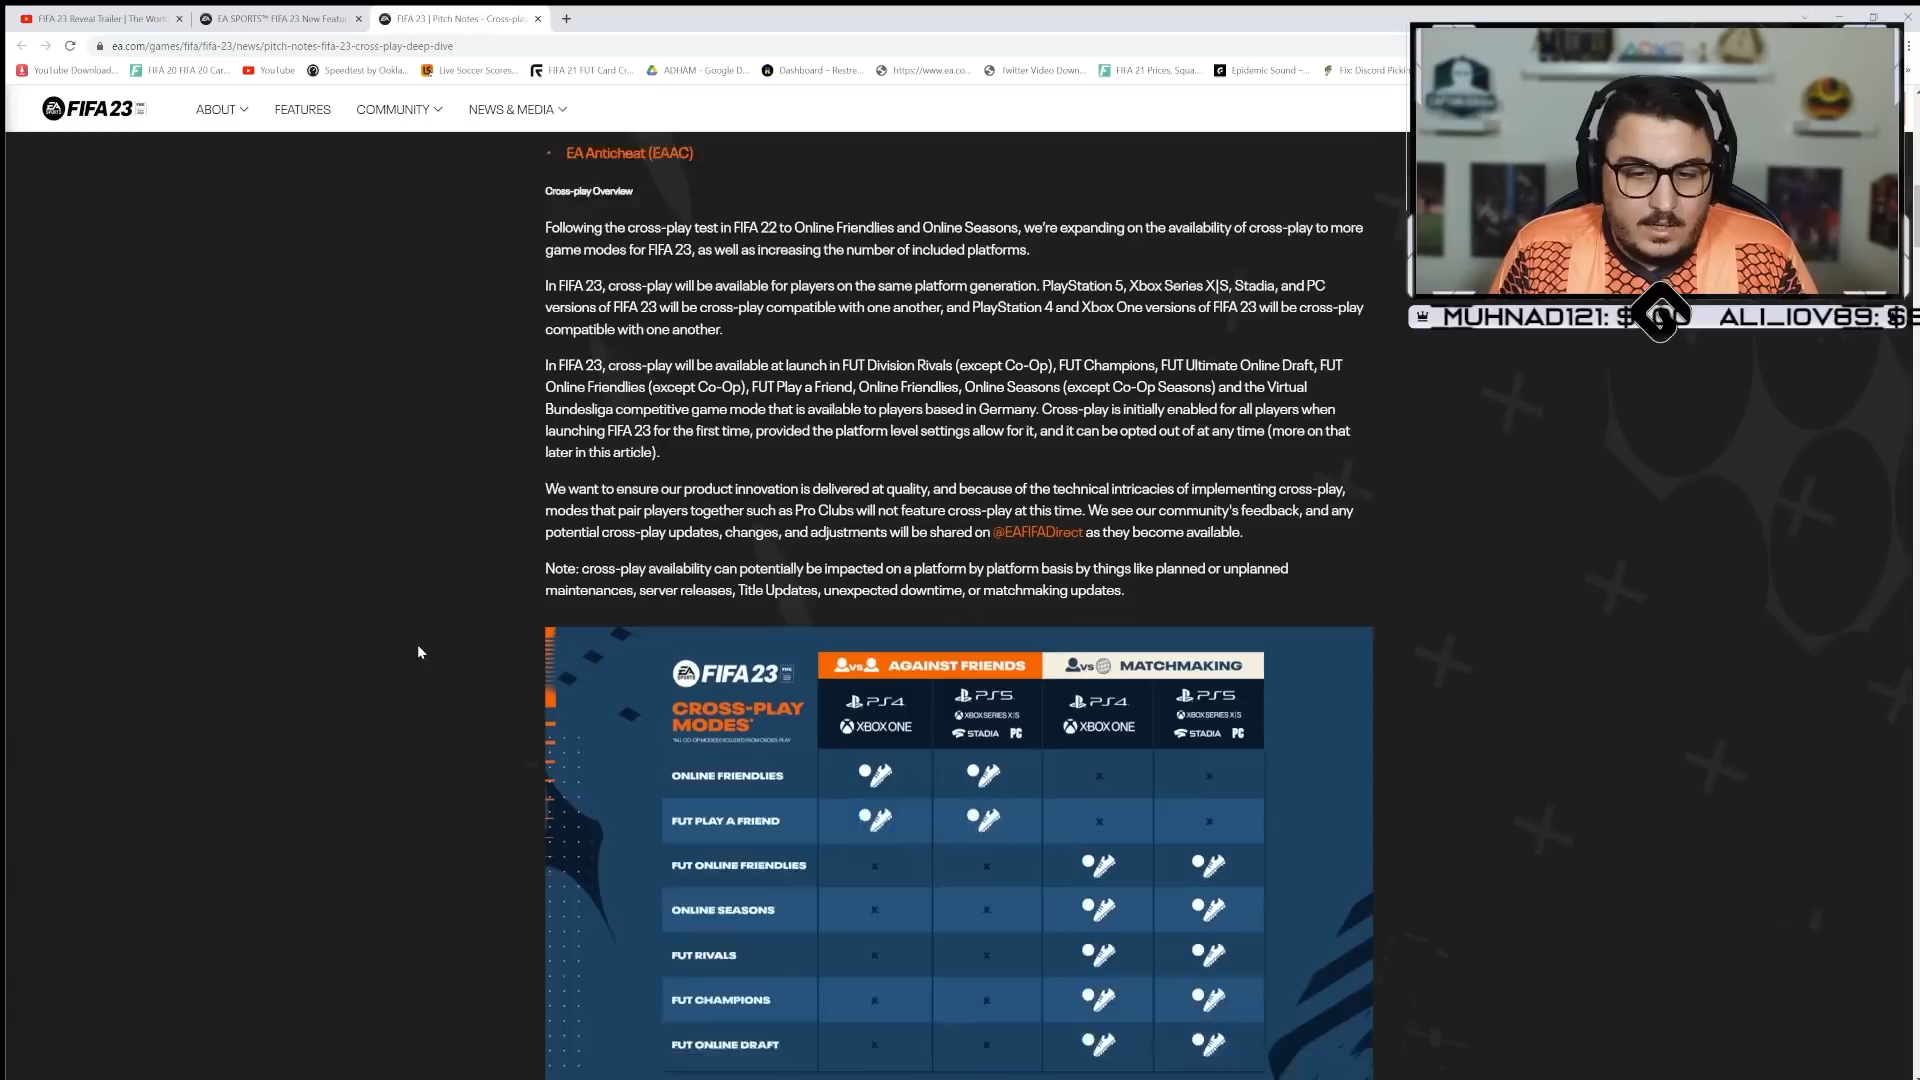 FIFA 23 Reveal Trailer | The World
EA SPORTS™ FIFA 23 New Featur
FIFA 23 | Pitch Notes - Cross-play
ea.com/games/fifa/fifa-23/news/pitch-notes-fifa-23-cross-play-deep-dive
YouTube Download...
FIFA 20 FIFA 20 Car...
YouTube
Speedtest by Ookla...
Live Soccer Scores...
FIFA 21 FUT Card Cr...
ADHAM - Google D...
Dashboard – Restre...
https://www.ea.co...
Twitter Video Down...
FIFA 21 Prices, Squa...
Epidemic Sound –...
Fix: Discord Pickin
EA SPORTS FIFA 23
ABOUT
FEATURES
COMMUNITY
NEWS & MEDIA
MUHNAD121: $
ALI_IOV89: $
• EA Anticheat (EAAC)
Cross-play Overview
Following the cross-play test in FIFA 22 to Online Friendlies and Online Seasons, we're expanding on the availability of cross-play to more
game modes for FIFA 23, as well as increasing the number of included platforms.
In FIFA 23, cross-play will be available for players on the same platform generation. PlayStation 5, Xbox Series X|S, Stadia, and PC
versions of FIFA 23 will be cross-play compatible with one another, and PlayStation 4 and Xbox One versions of FIFA 23 will be cross-play
compatible with one another.
In FIFA 23, cross-play will be available at launch in FUT Division Rivals (except Co-Op), FUT Champions, FUT Ultimate Online Draft, FUT
Online Friendlies (except Co-Op), FUT Play a Friend, Online Friendlies, Online Seasons (except Co-Op Seasons) and the Virtual
Bundesliga competitive game mode that is available to players based in Germany. Cross-play is initially enabled for all players when
launching FIFA 23 for the first time, provided the platform level settings allow for it, and it can be opted out of at any time (more on that
later in this article).
We want to ensure our product innovation is delivered at quality, and because of the technical intricacies of implementing cross-play,
modes that pair players together such as Pro Clubs will not feature cross-play at this time. We see our community's feedback, and any
potential cross-play updates, changes, and adjustments will be shared on @EAFIFADirect as they become available.
Note: cross-play availability can potentially be impacted on a platform by platform basis by things like planned or unplanned
maintenances, server releases, Title Updates, unexpected downtime, or matchmaking updates.
EA SPORTS FIFA 23
CROSS-PLAY
MODES*
*ALL CO-OP MODES EXCLUDED FROM CROSS-PLAY
VS AGAINST FRIENDS
VS MATCHMAKING
PS4
XBOX ONE
PS5
XBOX SERIES X|S
STADIA PC
PS4
XBOX ONE
PS5
XBOX SERIES X|S
STADIA PC
ONLINE FRIENDLIES x x
FUT PLAY A FRIEND x x
FUT ONLINE FRIENDLIES x x
ONLINE SEASONS x x
FUT RIVALS x x
FUT CHAMPIONS x x
FUT ONLINE DRAFT x x